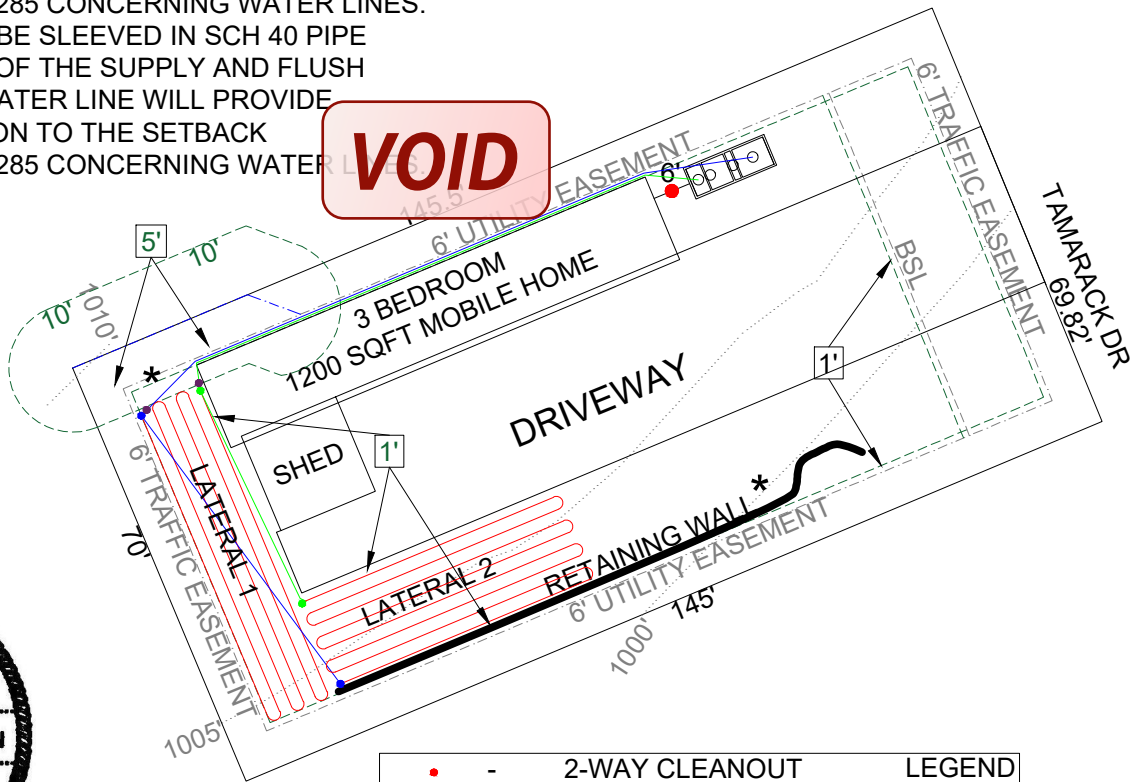 285 CONCERNING WATER LINES.
BE SLEEVED IN SCH 40 PIPE
OF THE SUPPLY AND FLUSH
ATER LINE WILL PROVIDE
ON TO THE SETBACK
285 CONCERNING WATER LINES.
VOID
145.5'
6' UTILITY EASEMENT
6'
6' TRAFFIC EASEMENT
TAMARACK DR
69.82'
BSL
5'
10'
10'
1010'
*
3 BEDROOM
1200 SQFT MOBILE HOME
DRIVEWAY
1'
SHED
1'
LATERAL 1
6' TRAFFIC EASEMENT
70'
LATERAL 2
RETAINING WALL
*
6' UTILITY EASEMENT
145'
1000'
1005'
- 2-WAY CLEANOUT LEGEND